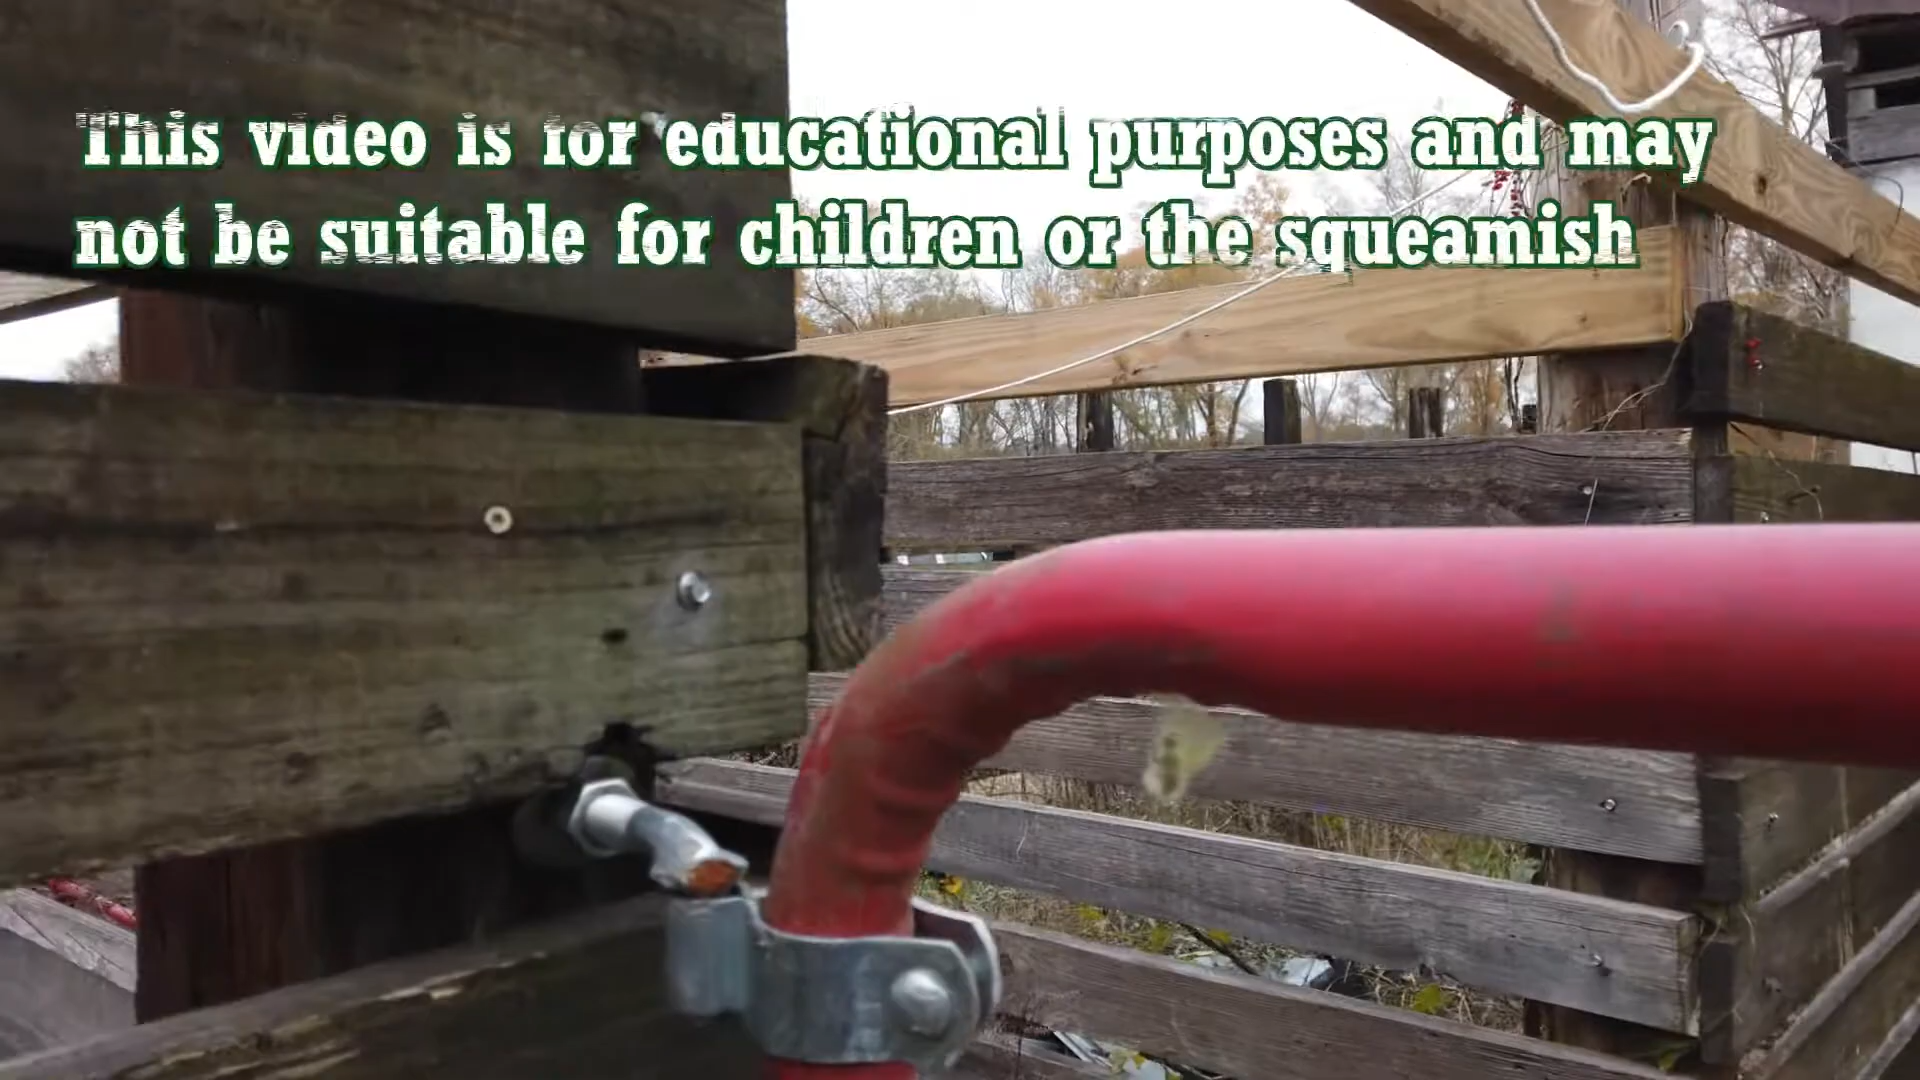 This video is for educational purposes and may
not be suitable for children or the squeamish